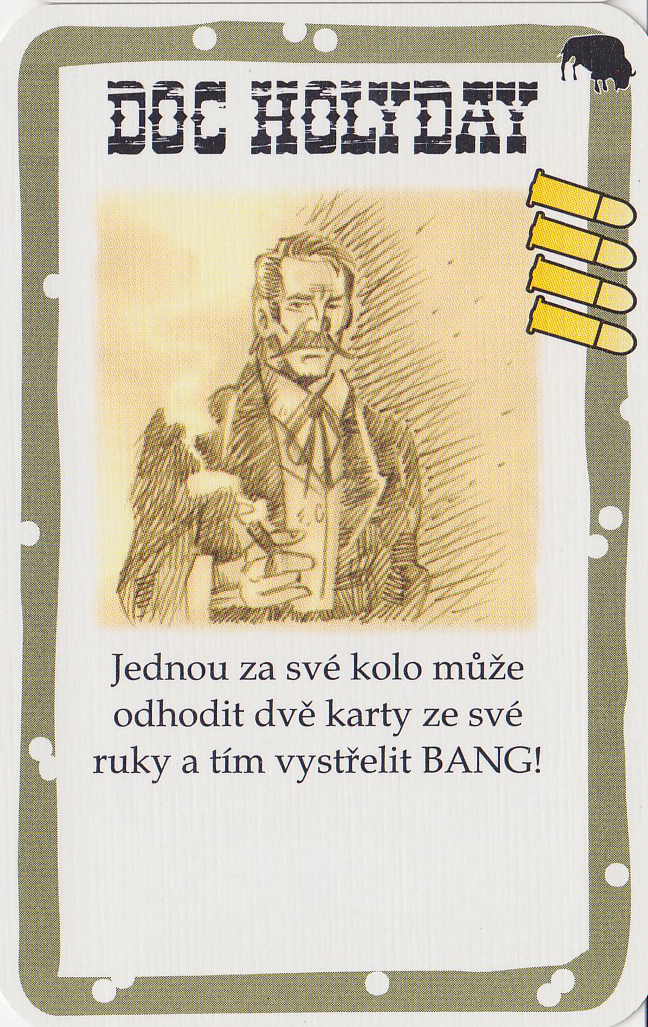 DOC HOLYDAY
Jednou za své kolo může
odhodit dvě karty ze své
ruky a tím vystřelit BANG!